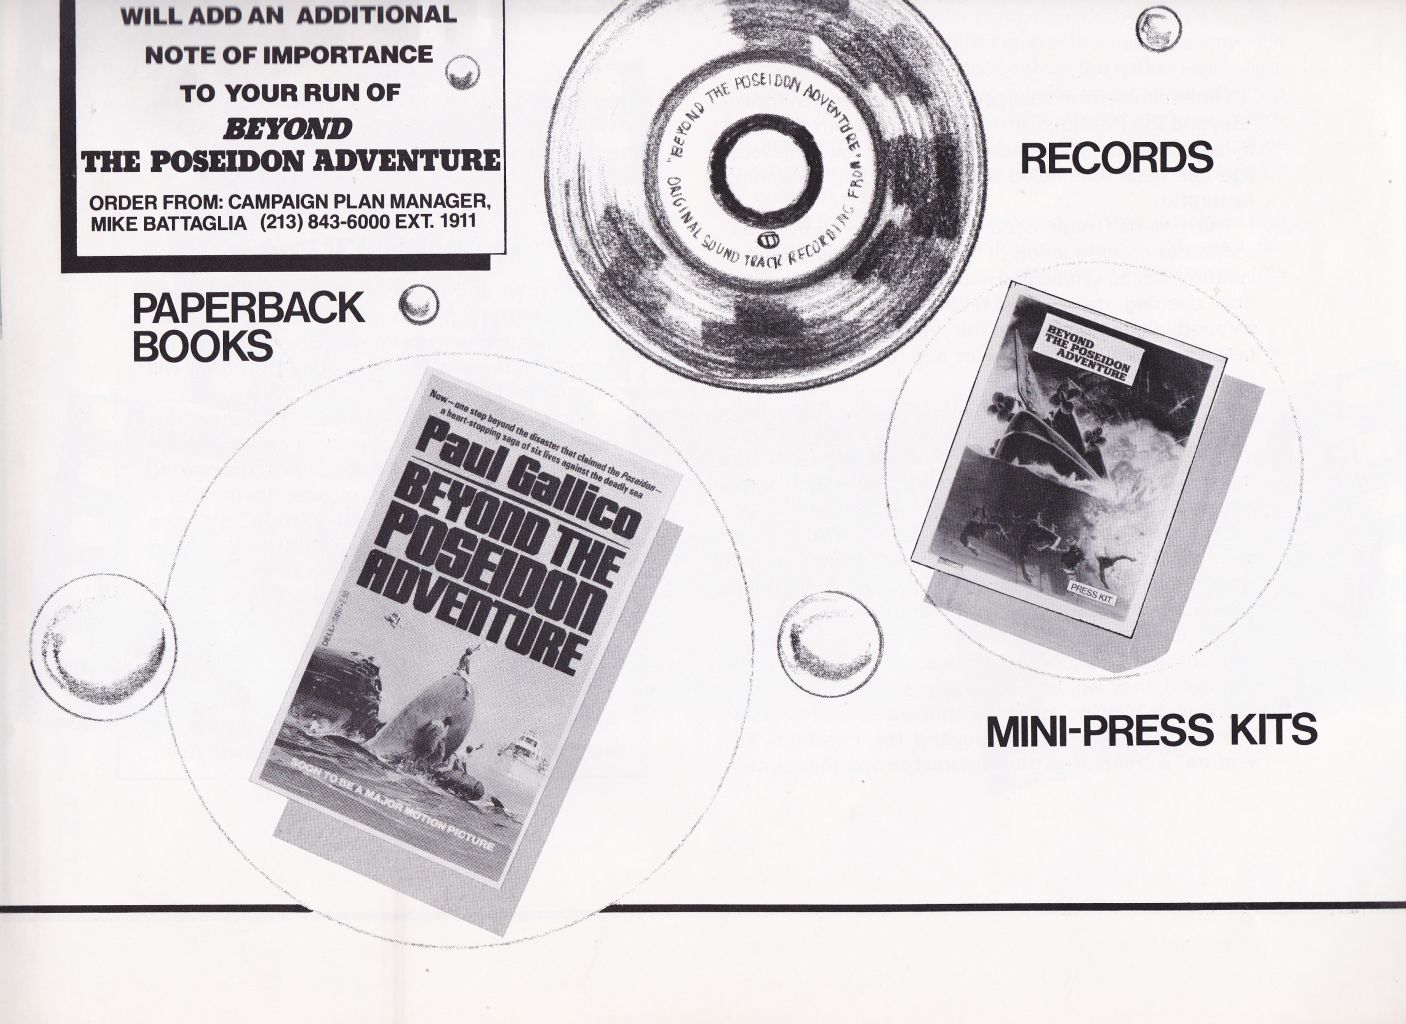 WILL ADD AN ADDITIONAL
NOTE OF IMPORTANCE
TO YOUR RUN OF
BEYOND
THE POSEIDON ADVENTURE
ORDER FROM: CAMPAIGN PLAN MANAGER,
MIKE BATTAGLIA (213) 843-6000 EXT. 1911
ORIGINAL SOUND TRACK RECORDING FROM
"BEYOND THE POSEIDON ADVENTURE"
RECORDS
PAPERBACK
BOOKS
Now—one step beyond the disaster that claimed the Poseidon—
a heart-stopping saga of six lives against the deadly sea
Paul Gallico
BEYOND THE
POSEIDON
ADVENTURE
SOON TO BE A MAJOR MOTION PICTURE
BEYOND
THE POSEIDON
ADVENTURE
PRESS KIT
MINI-PRESS KITS